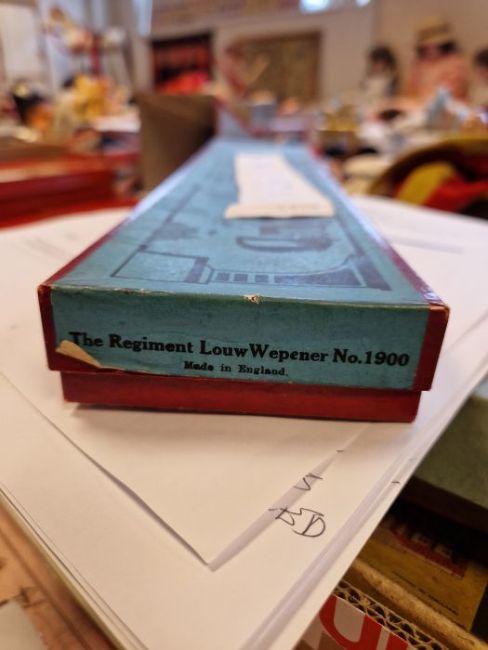 The Regiment Louw Wepener No. 1900
Made in England.